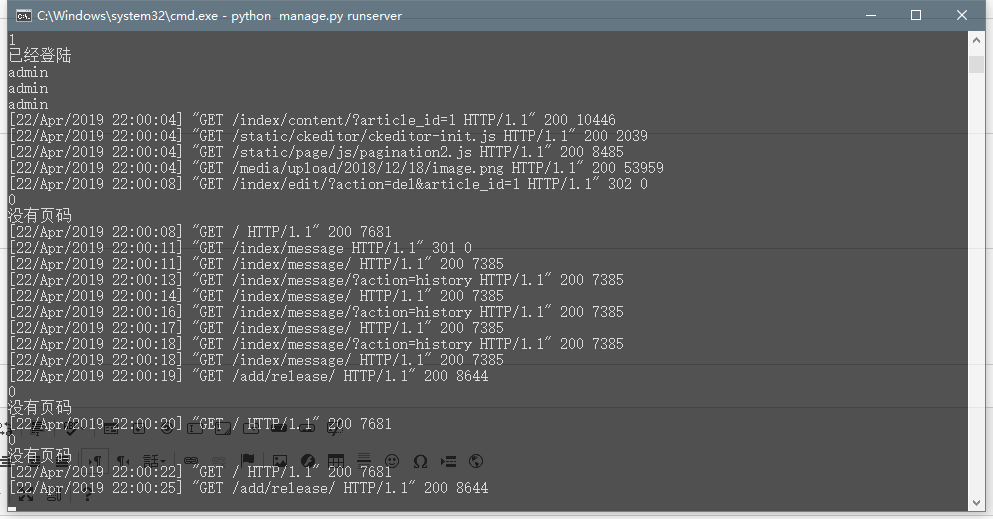 C:\Windows\system32\cmd.exe - python  manage.py runserver
1
已经登陆
admin
admin
admin
[22/Apr/2019 22:00:04] "GET /index/content/?article_id=1 HTTP/1.1" 200 10446
[22/Apr/2019 22:00:04] "GET /static/ckeditor/ckeditor-init.js HTTP/1.1" 200 2039
[22/Apr/2019 22:00:04] "GET /static/page/js/pagination2.js HTTP/1.1" 200 8485
[22/Apr/2019 22:00:04] "GET /media/upload/2018/12/18/image.png HTTP/1.1" 200 53959
[22/Apr/2019 22:00:08] "GET /index/edit/?action=del&article_id=1 HTTP/1.1" 302 0
0
没有页码
[22/Apr/2019 22:00:08] "GET / HTTP/1.1" 200 7681
[22/Apr/2019 22:00:11] "GET /index/message HTTP/1.1" 301 0
[22/Apr/2019 22:00:11] "GET /index/message/ HTTP/1.1" 200 7385
[22/Apr/2019 22:00:13] "GET /index/message/?action=history HTTP/1.1" 200 7385
[22/Apr/2019 22:00:14] "GET /index/message/ HTTP/1.1" 200 7385
[22/Apr/2019 22:00:16] "GET /index/message/?action=history HTTP/1.1" 200 7385
[22/Apr/2019 22:00:17] "GET /index/message/ HTTP/1.1" 200 7385
[22/Apr/2019 22:00:18] "GET /index/message/?action=history HTTP/1.1" 200 7385
[22/Apr/2019 22:00:18] "GET /index/message/ HTTP/1.1" 200 7385
[22/Apr/2019 22:00:19] "GET /add/release/ HTTP/1.1" 200 8644
0
没有页码
[22/Apr/2019 22:00:20] "GET / HTTP/1.1" 200 7681
0
没有页码
[22/Apr/2019 22:00:22] "GET / HTTP/1.1" 200 7681
[22/Apr/2019 22:00:25] "GET /add/release/ HTTP/1.1" 200 8644